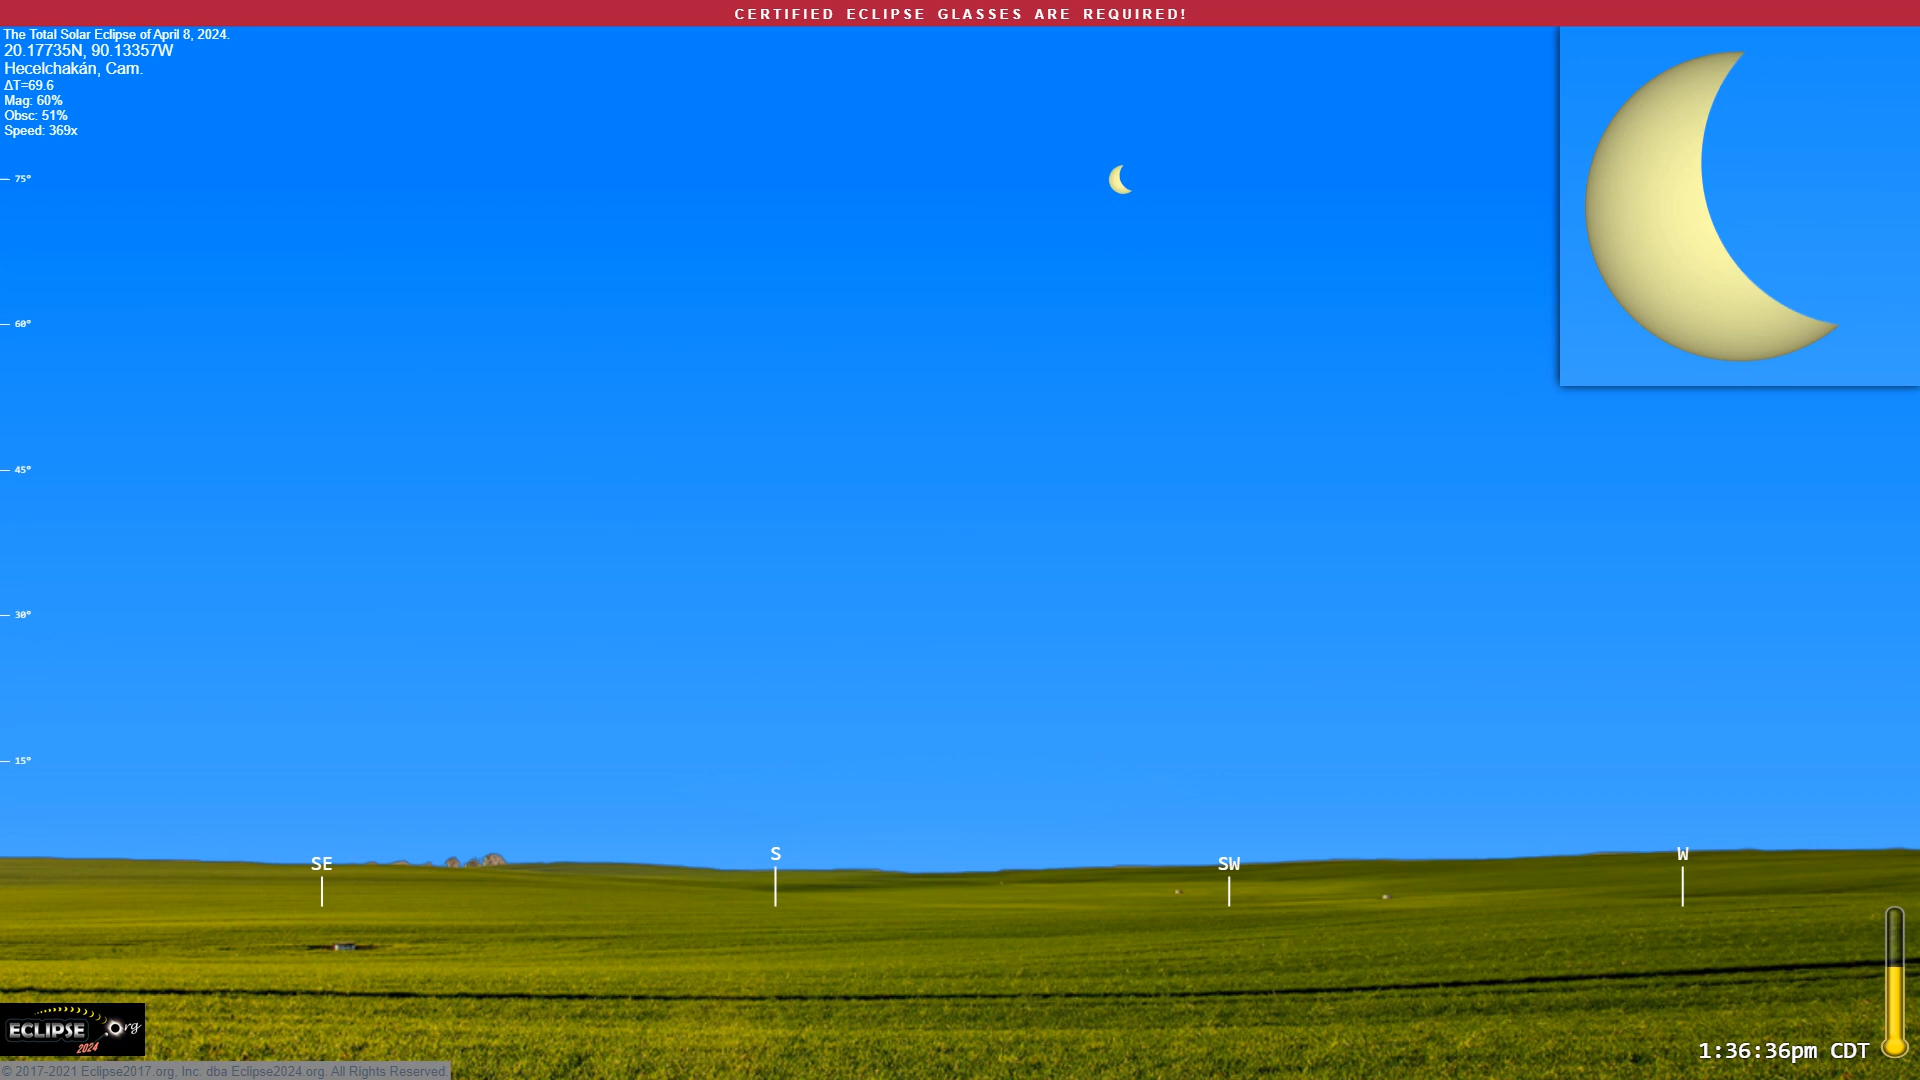 CERTIFIED ECLIPSE GLASSES ARE REQUIRED!
The Total Solar Eclipse of April 8, 2024.
20.17735N, 90.13357W
Hecelchakán, Cam.
ΔT=69.6
Mag: 60%
Obsc: 51%
Speed: 369x
75°
60°
45°
30°
15°
SE
S
SW
W
ECLIPSE.Org
2024
1:36:36pm CDT
© 2017-2021 Eclipse2017.org, Inc. dba Eclipse2024.org. All Rights Reserved.